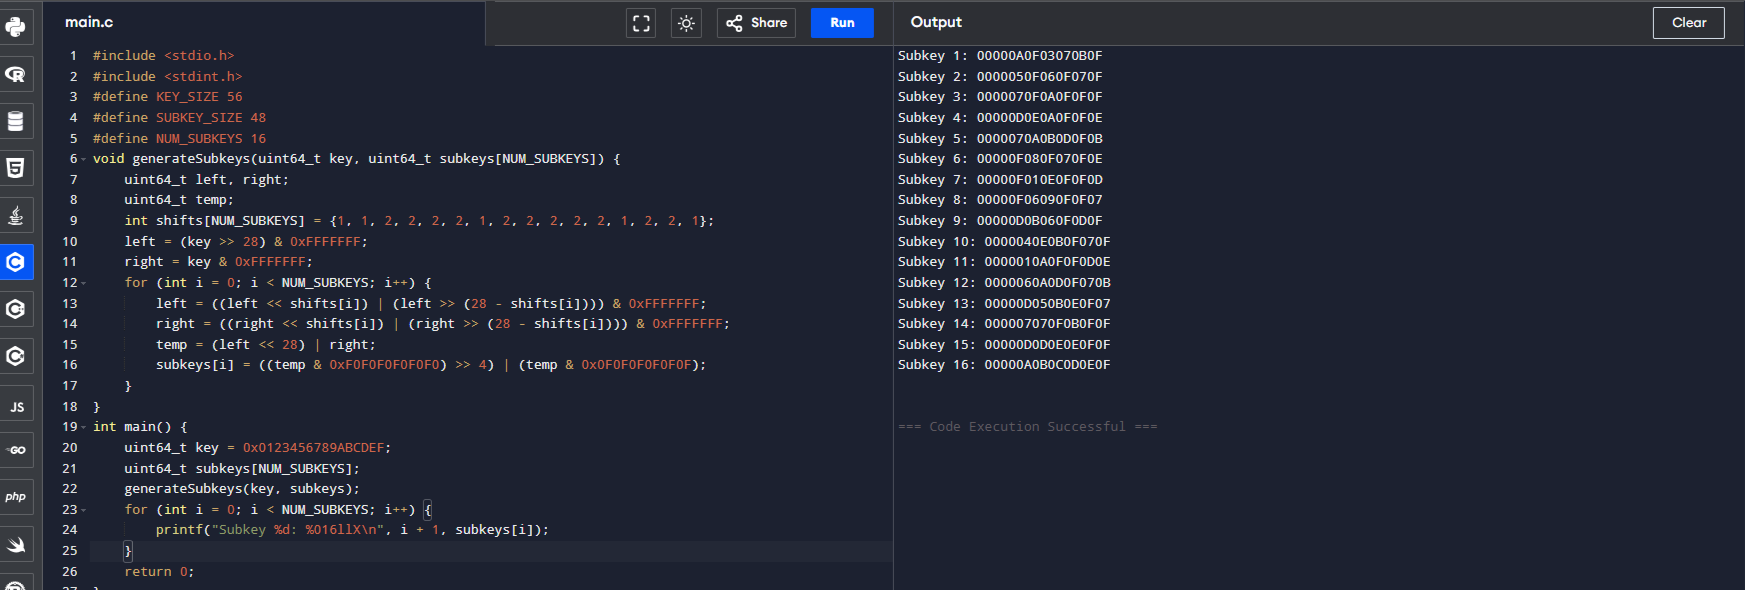 main.c
Share
Run
Output
Clear
1 #include <stdio.h>
2 #include <stdint.h>
3 #define KEY_SIZE 56
4 #define SUBKEY_SIZE 48
5 #define NUM_SUBKEYS 16
6 void generateSubkeys(uint64_t key, uint64_t subkeys[NUM_SUBKEYS]) {
7 uint64_t left, right;
8 uint64_t temp;
9 int shifts[NUM_SUBKEYS] = {1, 1, 2, 2, 2, 2, 1, 2, 2, 2, 2, 2, 1, 2, 2, 1};
10 left = (key >> 28) & 0xFFFFFFF;
11 right = key & 0xFFFFFFF;
12 for (int i = 0; i < NUM_SUBKEYS; i++) {
13 left = ((left << shifts[i]) | (left >> (28 - shifts[i]))) & 0xFFFFFFF;
14 right = ((right << shifts[i]) | (right >> (28 - shifts[i]))) & 0xFFFFFFF;
15 temp = (left << 28) | right;
16 subkeys[i] = ((temp & 0xF0F0F0F0F0F0) >> 4) | (temp & 0x0F0F0F0F0F0F);
17 }
18 }
19 int main() {
20 uint64_t key = 0x0123456789ABCDEF;
21 uint64_t subkeys[NUM_SUBKEYS];
22 generateSubkeys(key, subkeys);
23 for (int i = 0; i < NUM_SUBKEYS; i++) {
24 printf("Subkey %d: %016llX\n", i + 1, subkeys[i]);
25 }
26 return 0;
27 }
Subkey 1: 00000A0F03070B0F
Subkey 2: 0000050F060F070F
Subkey 3: 0000070F0A0F0F0F
Subkey 4: 00000D0E0A0F0F0E
Subkey 5: 0000070A0B0D0F0B
Subkey 6: 00000F080F070F0E
Subkey 7: 00000F010E0F0F0D
Subkey 8: 00000F06090F0F07
Subkey 9: 00000D0B060F0D0F
Subkey 10: 0000040E0B0F070F
Subkey 11: 0000010A0F0F0D0E
Subkey 12: 0000060A0D0F070B
Subkey 13: 00000D050B0E0F07
Subkey 14: 000007070F0B0F0F
Subkey 15: 00000D0D0E0E0F0F
Subkey 16: 00000A0B0C0D0E0F
=== Code Execution Successful ===
R
5
C
C
C
JS
GO
php